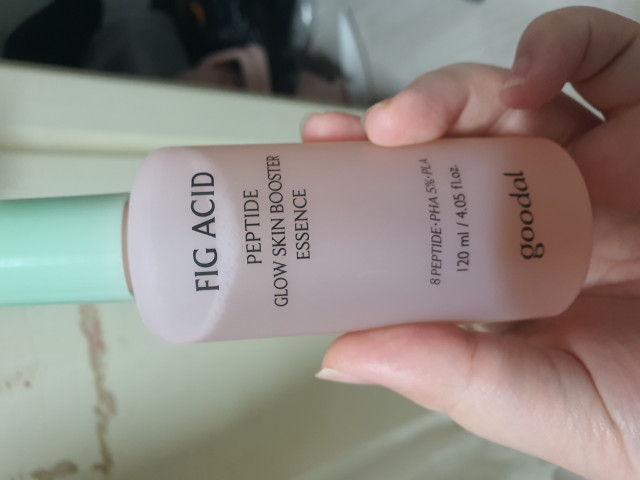 FIG ACID
PEPTIDE
GLOW SKIN BOOSTER
ESSENCE
8 PEPTIDE·PHA 5%·PLA
120 ml / 4.05 fl.oz.
goodal